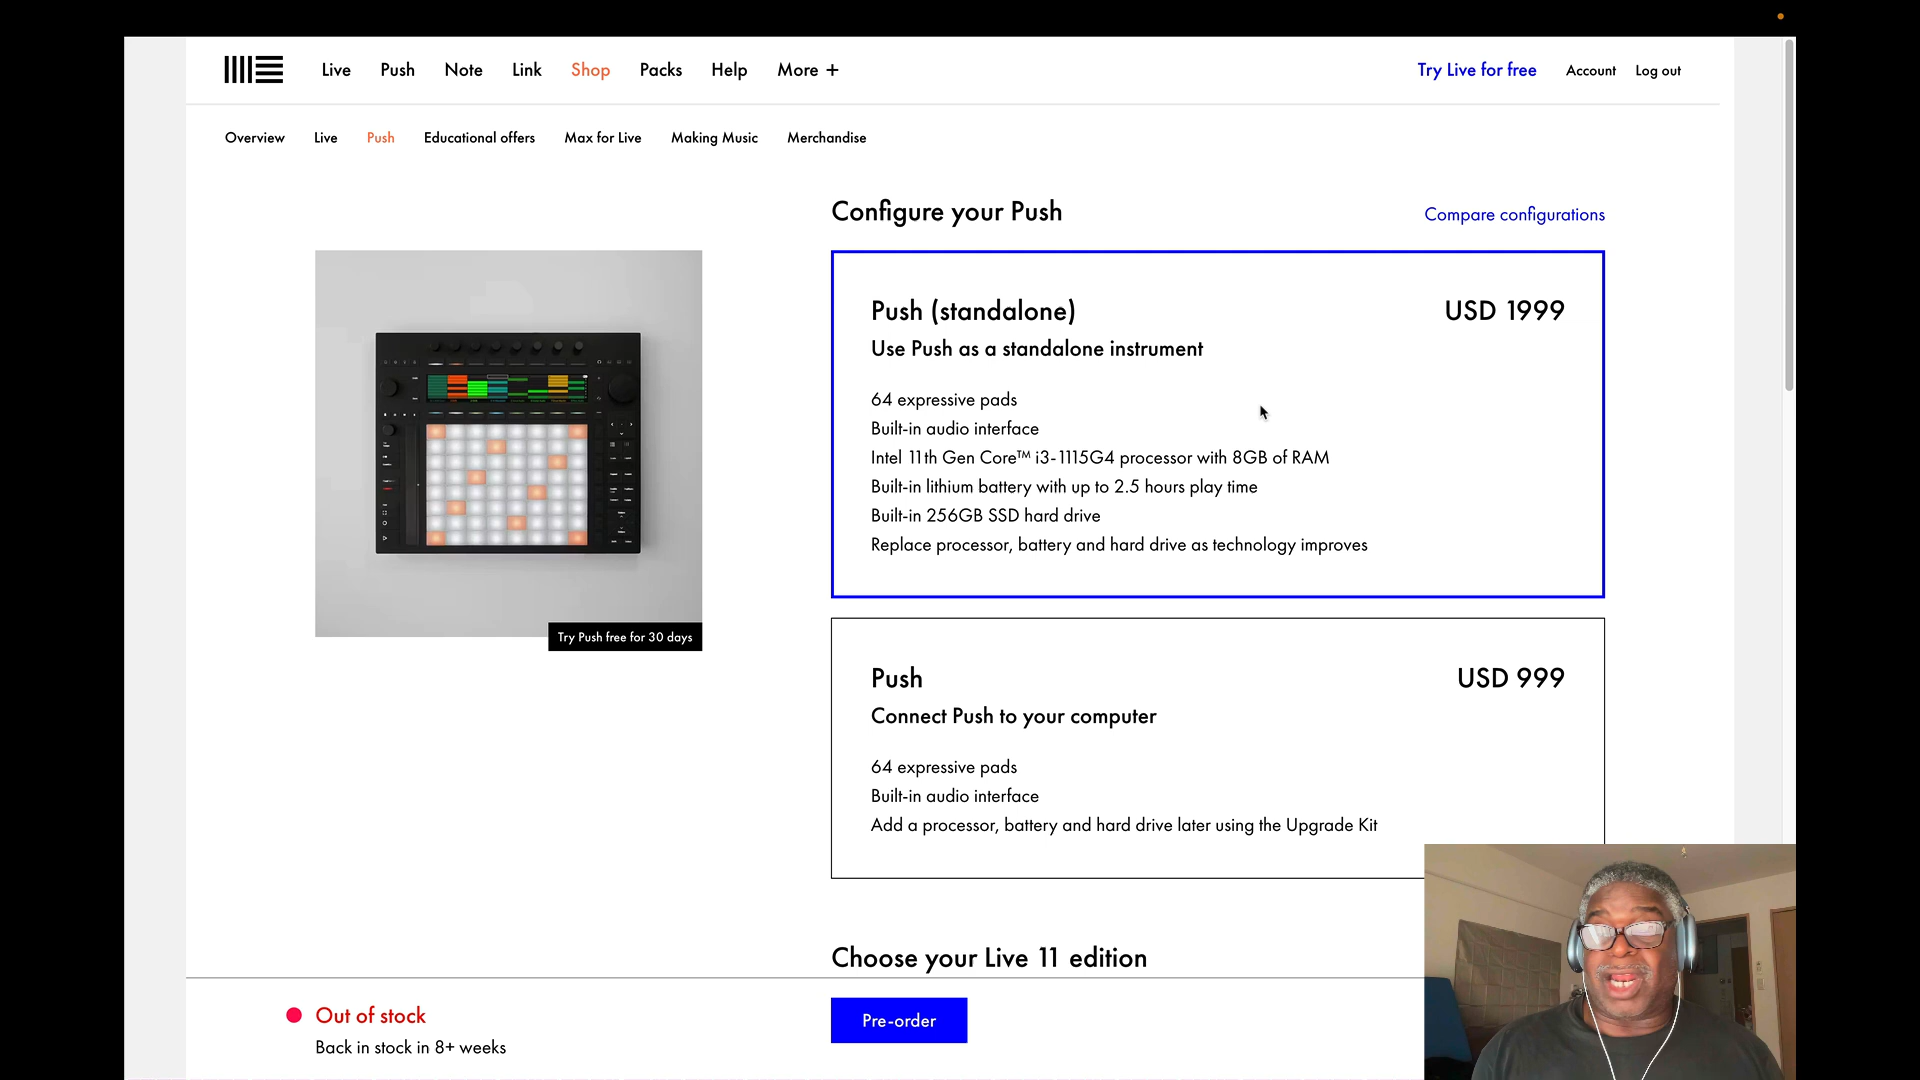 Live Push Note Link Shop Packs Help More + Try Live for free Account Log out
Overview Live Push Educational offers Max for Live Making Music Merchandise
Configure your Push Compare configurations
Push (standalone) USD 1999
Use Push as a standalone instrument
64 expressive pads
Built-in audio interface
Intel 11th Gen Core™ i3-1115G4 processor with 8GB of RAM
Built-in lithium battery with up to 2.5 hours play time
Built-in 256GB SSD hard drive
Replace processor, battery and hard drive as technology improves
Try Push free for 30 days
Push USD 999
Connect Push to your computer
64 expressive pads
Built-in audio interface
Add a processor, battery and hard drive later using the Upgrade Kit
Choose your Live 11 edition
Out of stock
Back in stock in 8+ weeks
Pre-order